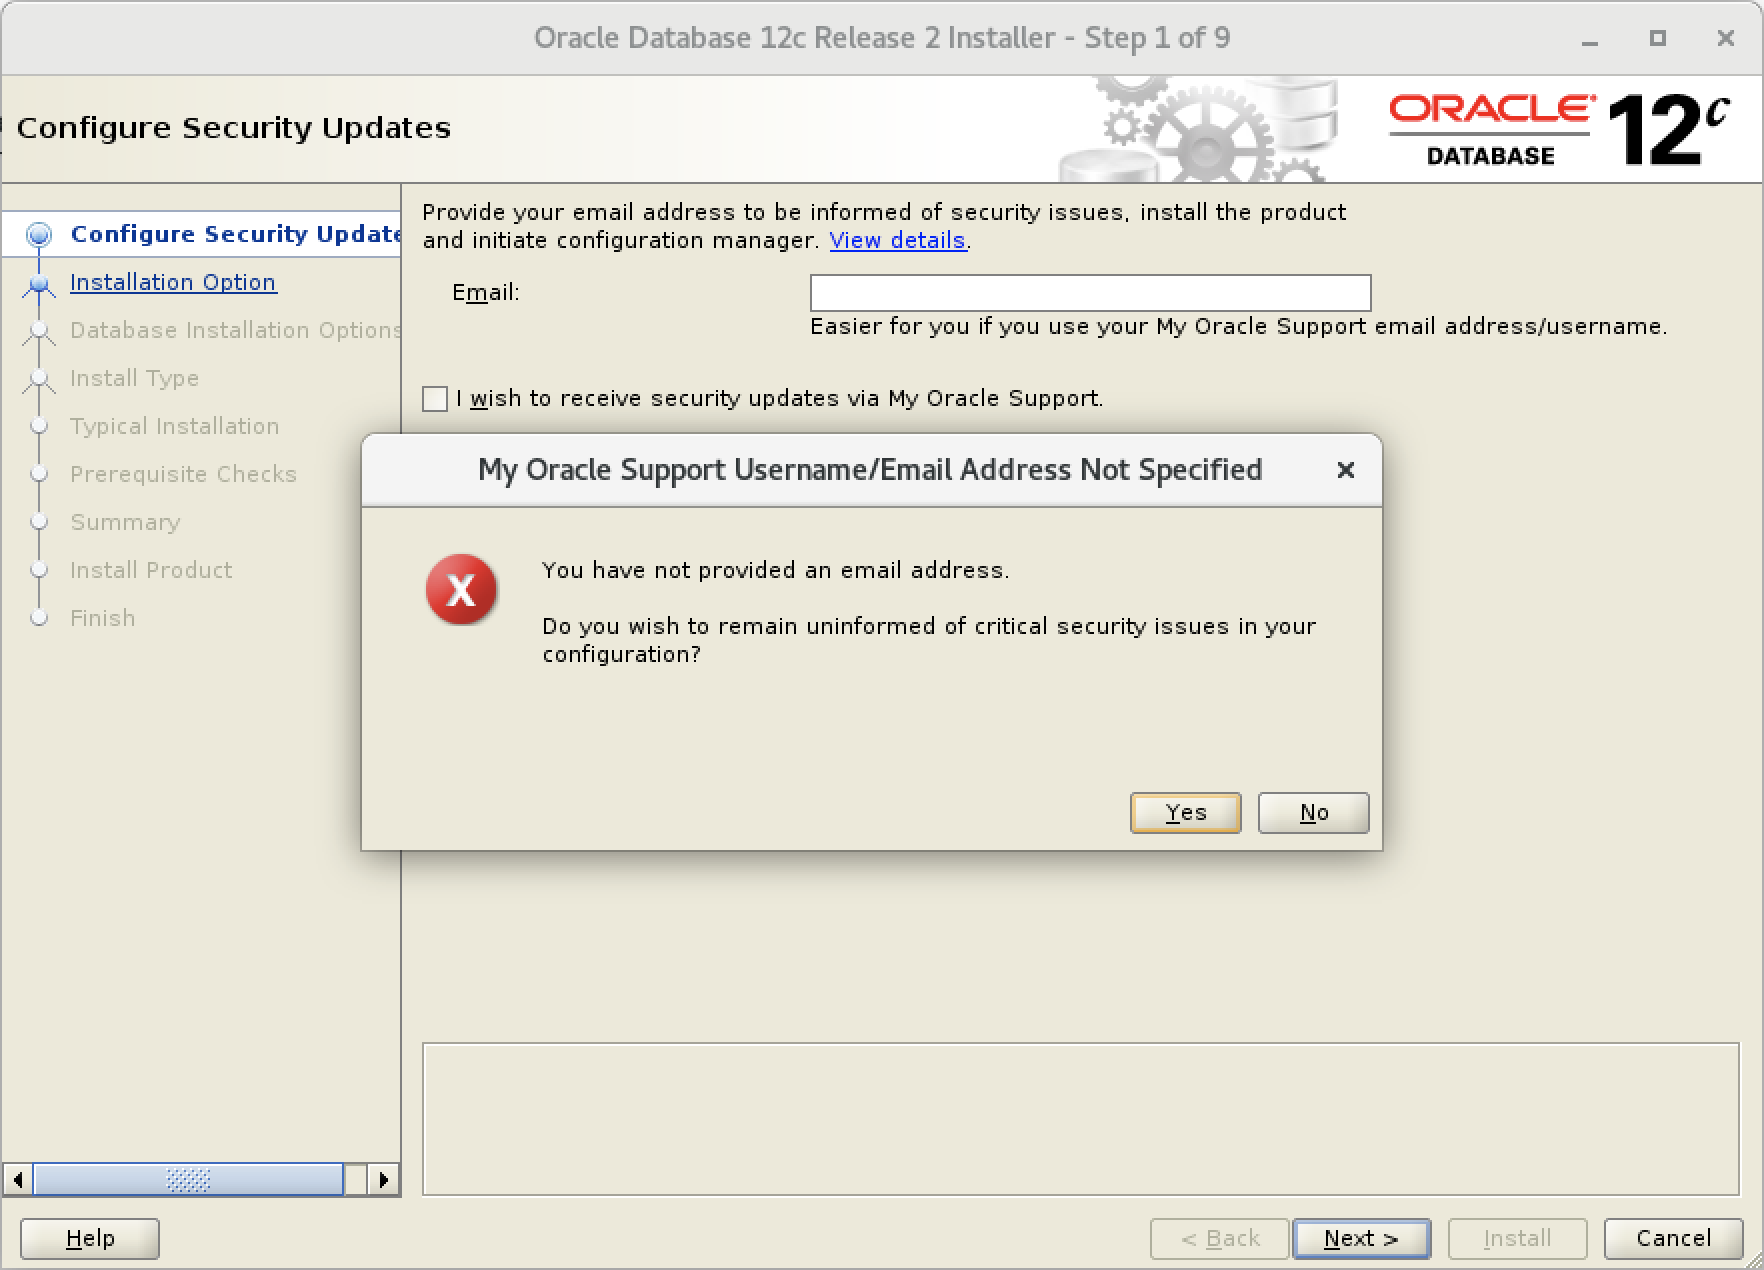 Oracle Database 12c Release 2 Installer - Step 1 of 9
Configure Security Updates
ORACLE
DATABASE
12c
Configure Security Update
Installation Option
Database Installation Options
Install Type
Typical Installation
Prerequisite Checks
Summary
Install Product
Finish
Provide your email address to be informed of security issues, install the product
and initiate configuration manager. View details.
Email:
Easier for you if you use your My Oracle Support email address/username.
I wish to receive security updates via My Oracle Support.
My Oracle Support Username/Email Address Not Specified
You have not provided an email address.
Do you wish to remain uninformed of critical security issues in your
configuration?
Yes
No
Help
< Back
Next >
Install
Cancel